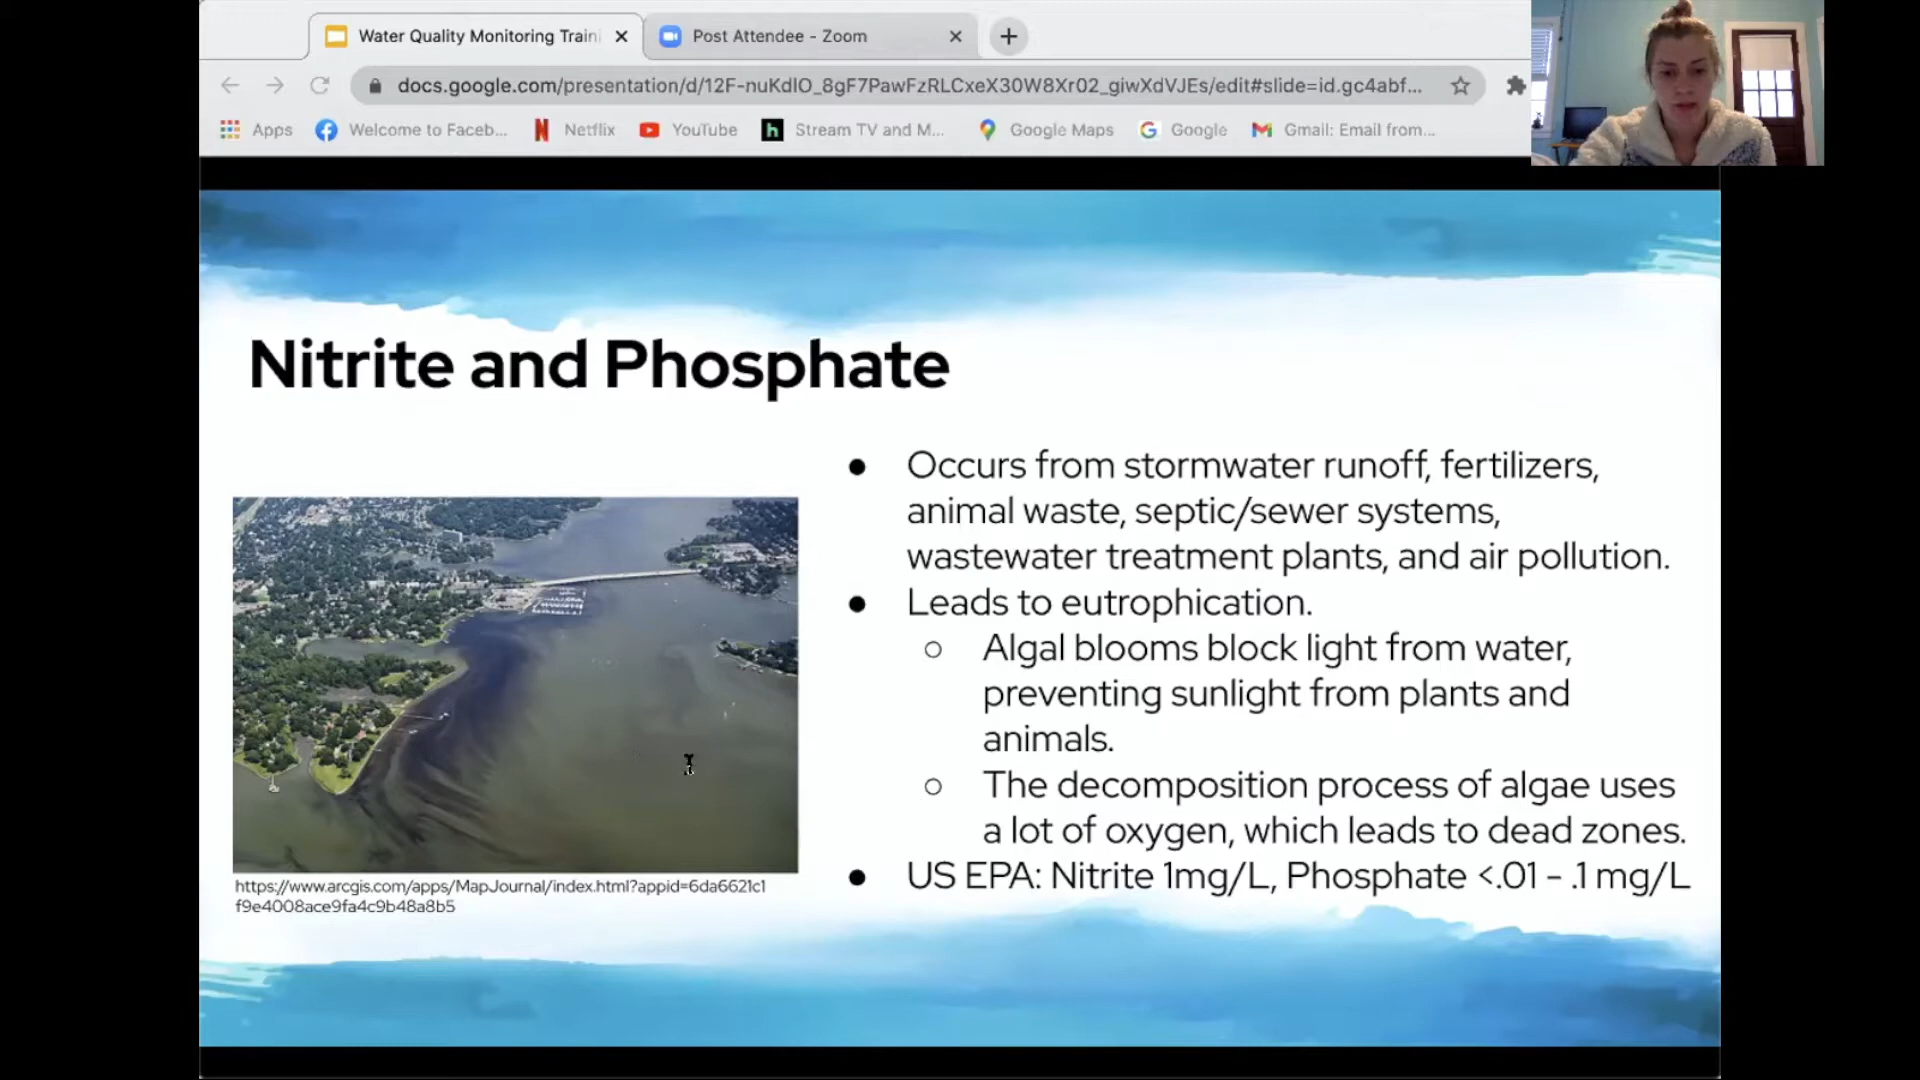 Water Quality Monitoring Traini
Post Attendee - Zoom
docs.google.com/presentation/d/12F-nuKdlO_8gF7PawFzRLCxeX30W8Xr02_giwXdVJEs/edit#slide=id.gc4abf...
Apps
Welcome to Faceb...
Netflix
YouTube
h
Stream TV and M...
Google Maps
Google
Gmail: Email from...
Nitrite and Phosphate
● Occurs from stormwater runoff, fertilizers,
animal waste, septic/sewer systems,
wastewater treatment plants, and air pollution.
● Leads to eutrophication.
○ Algal blooms block light from water,
preventing sunlight from plants and
animals.
○ The decomposition process of algae uses
a lot of oxygen, which leads to dead zones.
● US EPA: Nitrite 1mg/L, Phosphate <.01 - .1 mg/L
https://www.arcgis.com/apps/MapJournal/index.html?appid=6da6621c1
f9e4008ace9fa4c9b48a8b5